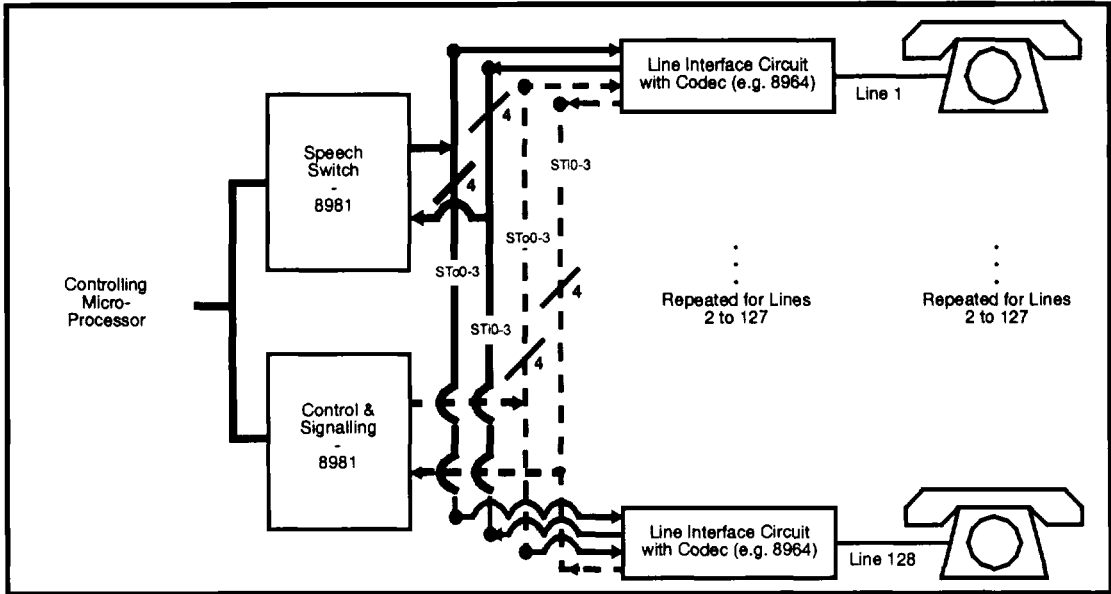 Line Interface Circuit
with Codec (e.g. 8964)
Line 1
4
STi0-3
Speech
Switch
-
8981
4
STo0-3
STo0-3
Controlling
Micro-
Processor
4
Repeated for Lines
2 to 127
Repeated for Lines
2 to 127
STi0-3
4
Control &
Signalling
-
8981
Line Interface Circuit
with Codec (e.g. 8964)
Line 128